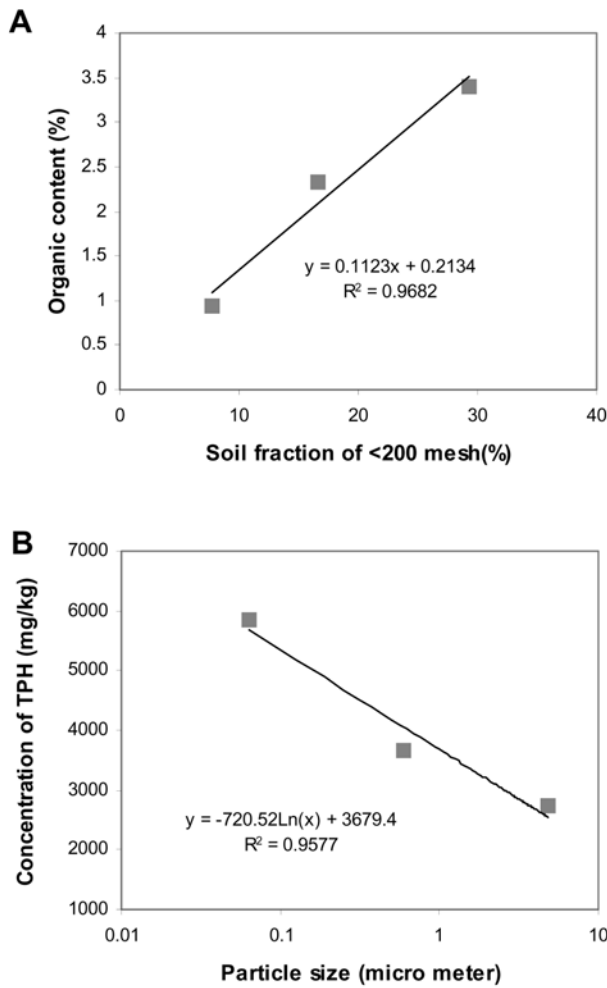 A
4
3.5
3
2.5
2
1.5
1
0.5
0
Organic content (%)
y = 0.1123x + 0.2134
R² = 0.9682
0 10 20 30 40
Soil fraction of <200 mesh(%)
B
7000
6000
5000
4000
3000
2000
1000
Concentration of TPH (mg/kg)
y = -720.52Ln(x) + 3679.4
R² = 0.9577
0.01 0.1 1 10
Particle size (micro meter)